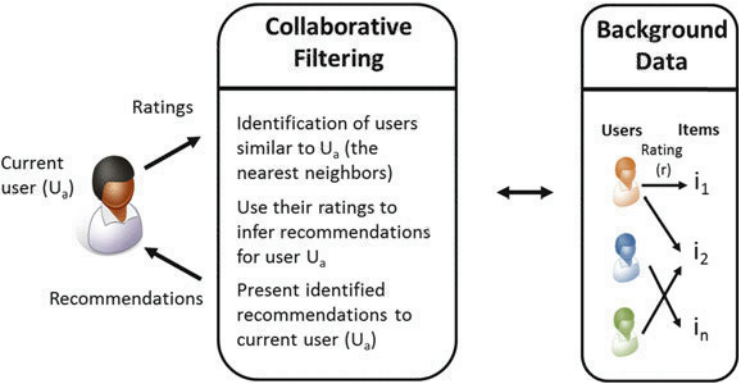 Collaborative
Filtering
Background
Data
Ratings
Current
user (Uₐ)
Recommendations
Identification of users
similar to Uₐ (the
nearest neighbors)
Use their ratings to
infer recommendations
for user Uₐ
Present identified
recommendations to
current user (Uₐ)
Users Items
Rating
(r)
i₁
i₂
iₙ